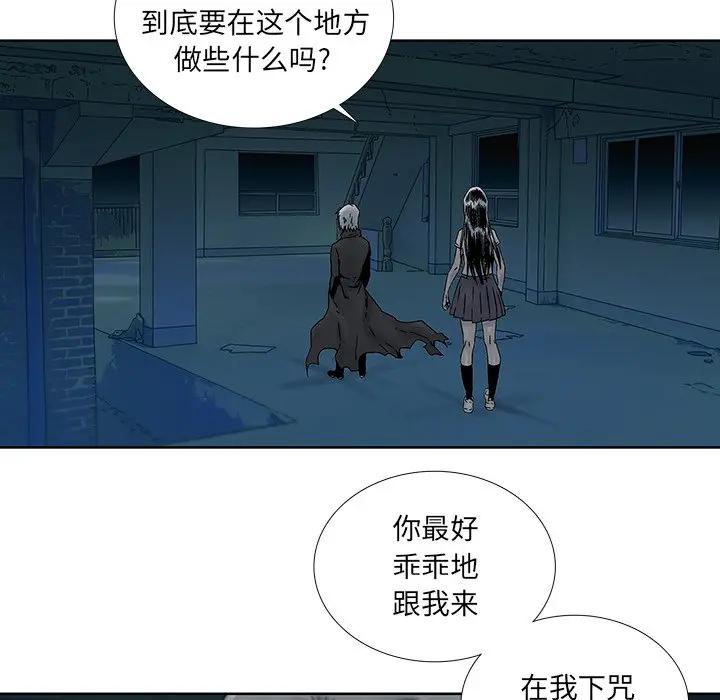 到底要在这个地方
做些什么吗?
你最好
乖乖地
跟我来
在我下咒